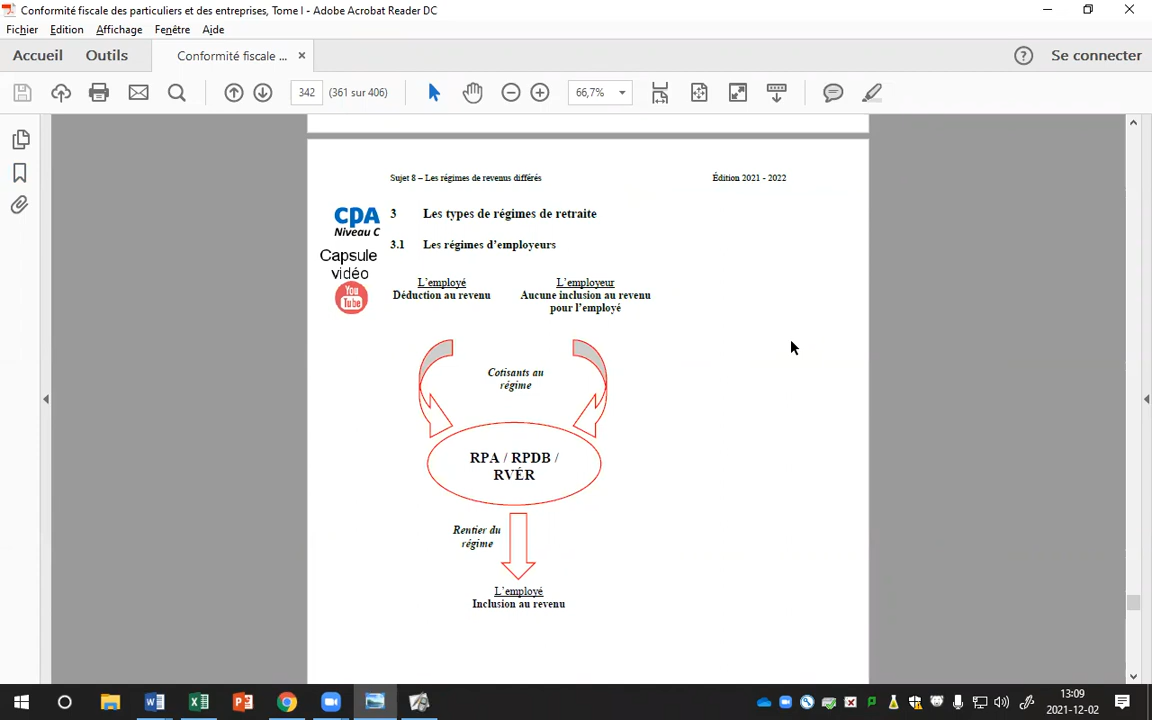 Conformité fiscale des particuliers et des entreprises, Tome I - Adobe Acrobat Reader DC
Fichier Edition Affichage Fenêtre Aide
Accueil Outils Conformité fiscale ... × Se connecter
342 (361 sur 406) 66,7%
Sujet 8 – Les régimes de revenus différés Édition 2021 - 2022
CPA
Niveau C
3 Les types de régimes de retraite
3.1 Les régimes d'employeurs
Capsule
vidéo
You
Tube
L'employé
Déduction au revenu
L'employeur
Aucune inclusion au revenu
pour l'employé
Cotisants au
régime
RPA / RPDB /
RVÉR
Rentier du
régime
L'employé
Inclusion au revenu
13:09
2021-12-02